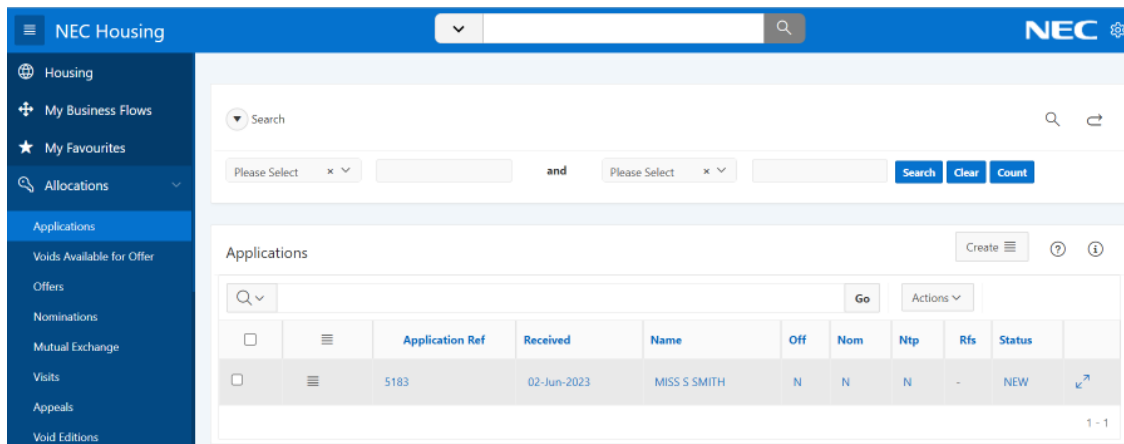 NEC Housing
NEC
Housing
My Business Flows
My Favourites
Allocations
Applications
Voids Available for Offer
Offers
Nominations
Mutual Exchange
Visits
Appeals
Void Editions
Search
Please Select × and Please Select × Search Clear Count
Applications Create
Go Actions
Application Ref Received Name Off Nom Ntp Rfs Status
5183 02-Jun-2023 MISS S SMITH N N N - NEW
1 - 1